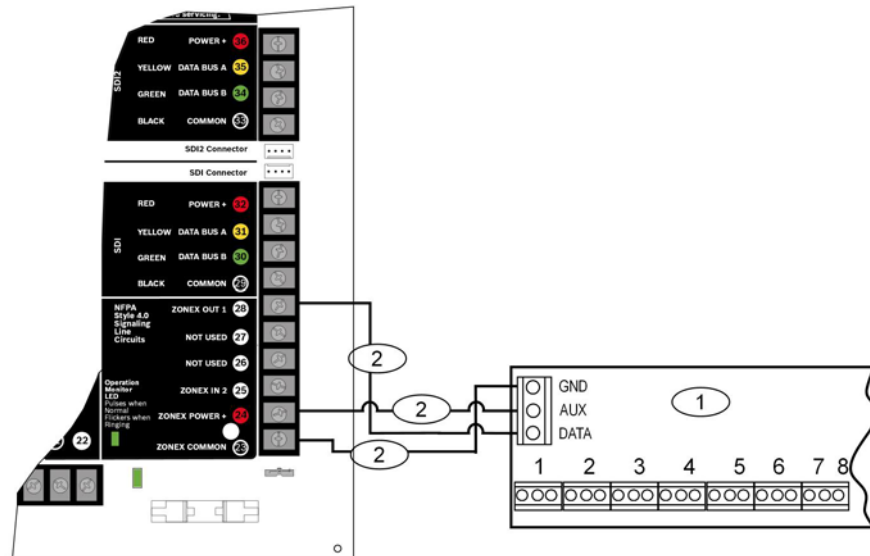 servicing.
RED POWER + 36
YELLOW DATA BUS A 35
GREEN DATA BUS B 34
BLACK COMMON 33
SDI2
SDI2 Connector
SDI Connector
RED POWER + 32
YELLOW DATA BUS A 31
GREEN DATA BUS B 30
BLACK COMMON 29
SDI
NFPA
Style 4.0
Signaling
Line
Circuits
ZONEX OUT 1 28
NOT USED 27
NOT USED 26
ZONEX IN 2 25
ZONEX POWER + 24
ZONEX COMMON 23
Operation
Monitor
LED
Pulses when
Normal
Flickers when
Ringing
22
2
2
2
GND
AUX
DATA
1
1 2 3 4 5 6 7 8